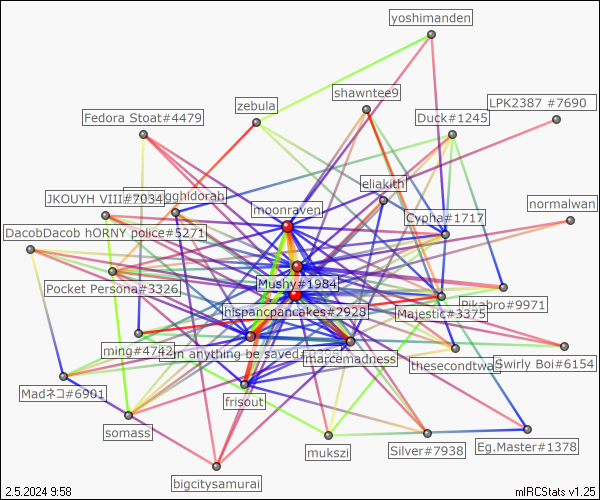 yoshimanden
shawntee9
LPK2387 #7690
zebula
Fedora Stoat#4479
Duck#1245
eliakith
JKOUYH VIII#7034
gghidorah
normalwan
moonraven
Cypha#1717
DacobDacob hORNY police#5271
Mushy#1984
Pocket Persona#3326
Pikabro#9971
hispancpancakes#2928
Majestic#3375
ming#4742
n anything be saved
macemadness
thesecondtwa
Swirly Boi#6154
Madネコ#6901
frisout
somass
mukszi
Silver#7938
Eg.Master#1378
bigcitysamurai
2.5.2024 9:58
mIRCStats v1.25